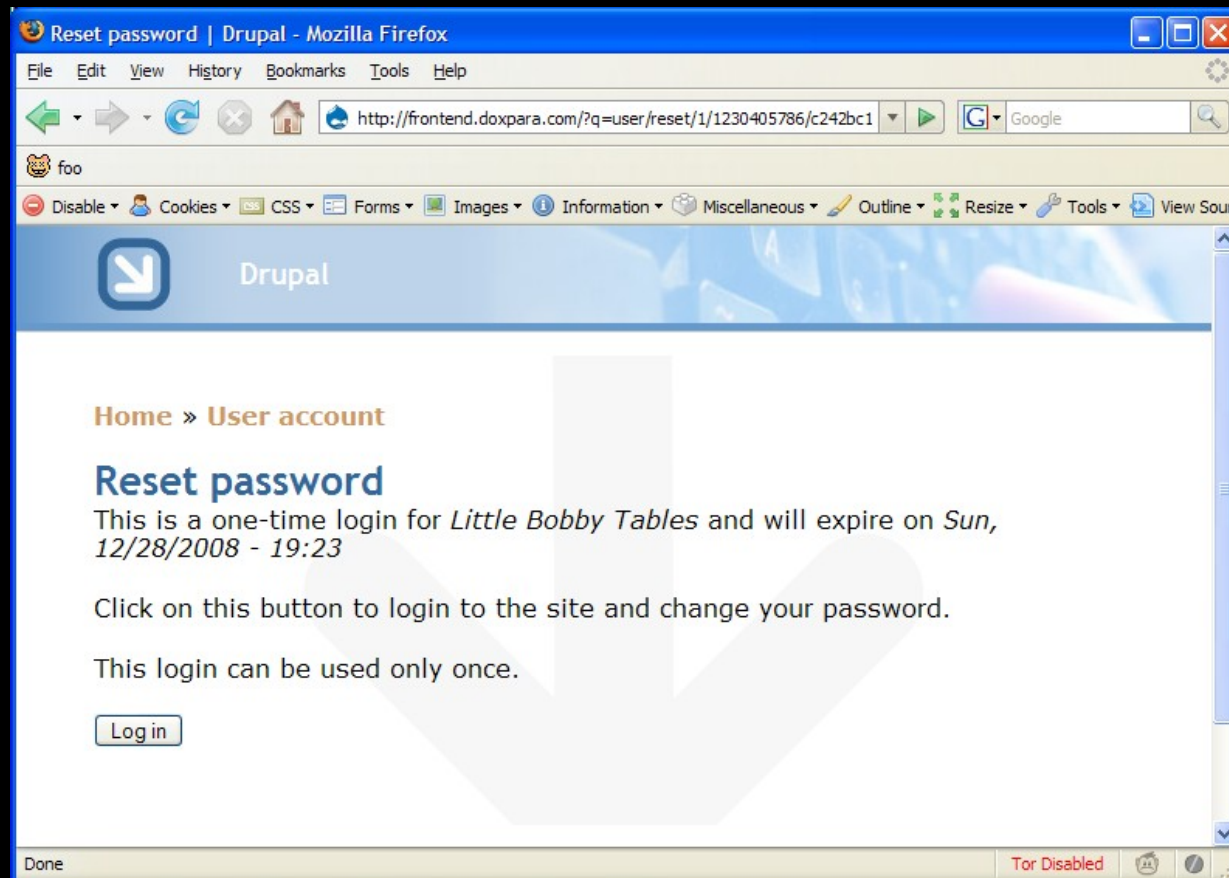 Reset password | Drupal - Mozilla Firefox
File Edit View History Bookmarks Tools Help
http://frontend.doxpara.com/?q=user/reset/1/1230405786/c242bc1 G Google
foo
Disable Cookies CSS CSS Forms Images Information Miscellaneous Outline Resize Tools View Sour
Drupal
Home » User account
Reset password
This is a one-time login for Little Bobby Tables and will expire on Sun,
12/28/2008 - 19:23
Click on this button to login to the site and change your password.
This login can be used only once.
Log in
Done Tor Disabled